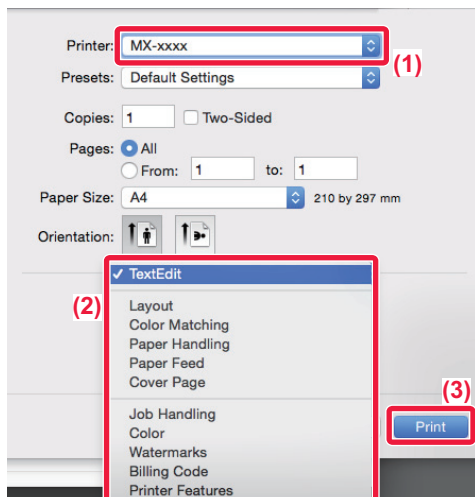 Printer: MX-xxxx
(1)
Presets: Default Settings
Copies: 1 Two-Sided
Pages: All
From: 1 to: 1
Paper Size: A4 210 by 297 mm
Orientation:
✓ TextEdit
(2)
Layout
Color Matching
Paper Handling
Paper Feed
Cover Page
(3)
Job Handling
Print
Color
Watermarks
Billing Code
Printer Features